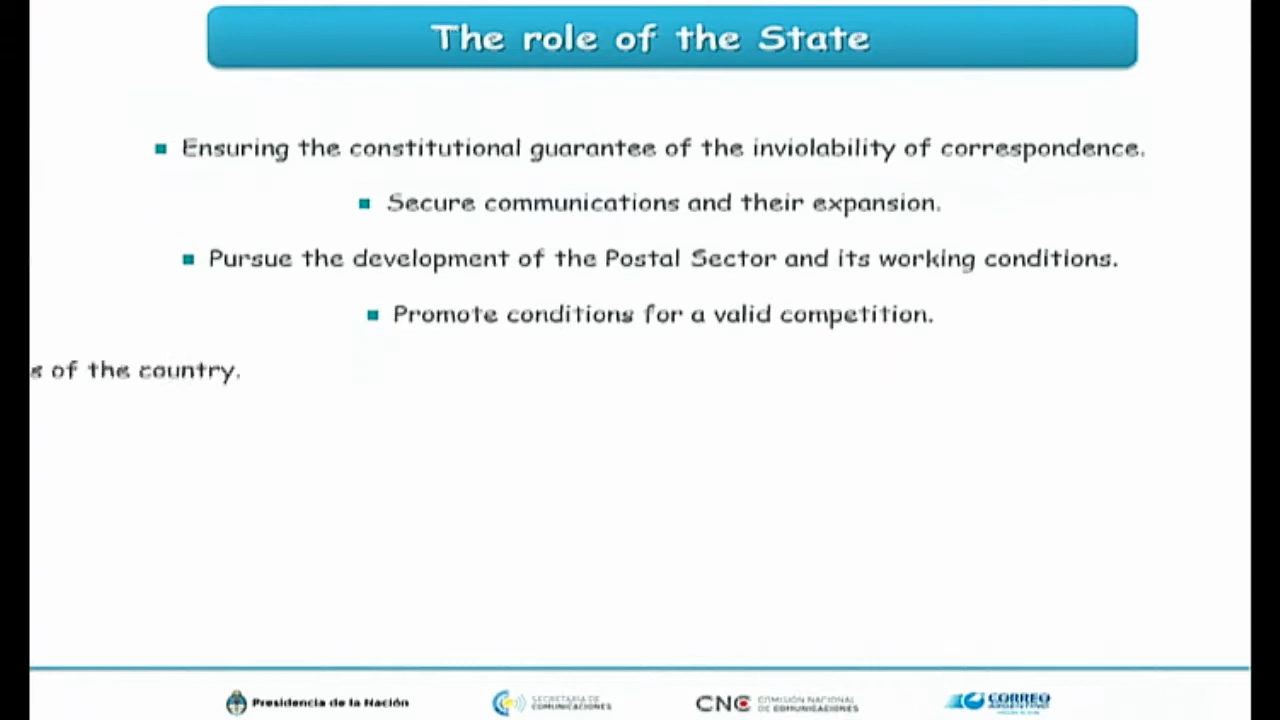 The role of the State
Ensuring the constitutional guarantee of the inviolability of correspondence.
Secure communications and their expansion.
Pursue the development of the Postal Sector and its working conditions.
Promote conditions for a valid competition.
of the country.
Presidencia de la Nación
SECRETARÍA DE
COMUNICACIONES
CNC
COMISIÓN NACIONAL
DE COMUNICACIONES
CORREO
ARGENTINO